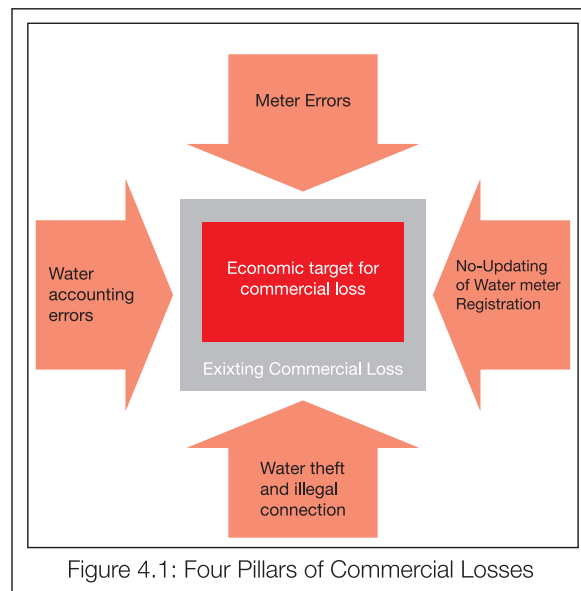 Meter Errors
Water
accounting
errors
Economic target for
commercial loss
Exixting Commercial Loss
No-Updating
of Water meter
Registration
Water theft
and illegal
connection
Figure 4.1: Four Pillars of Commercial Losses